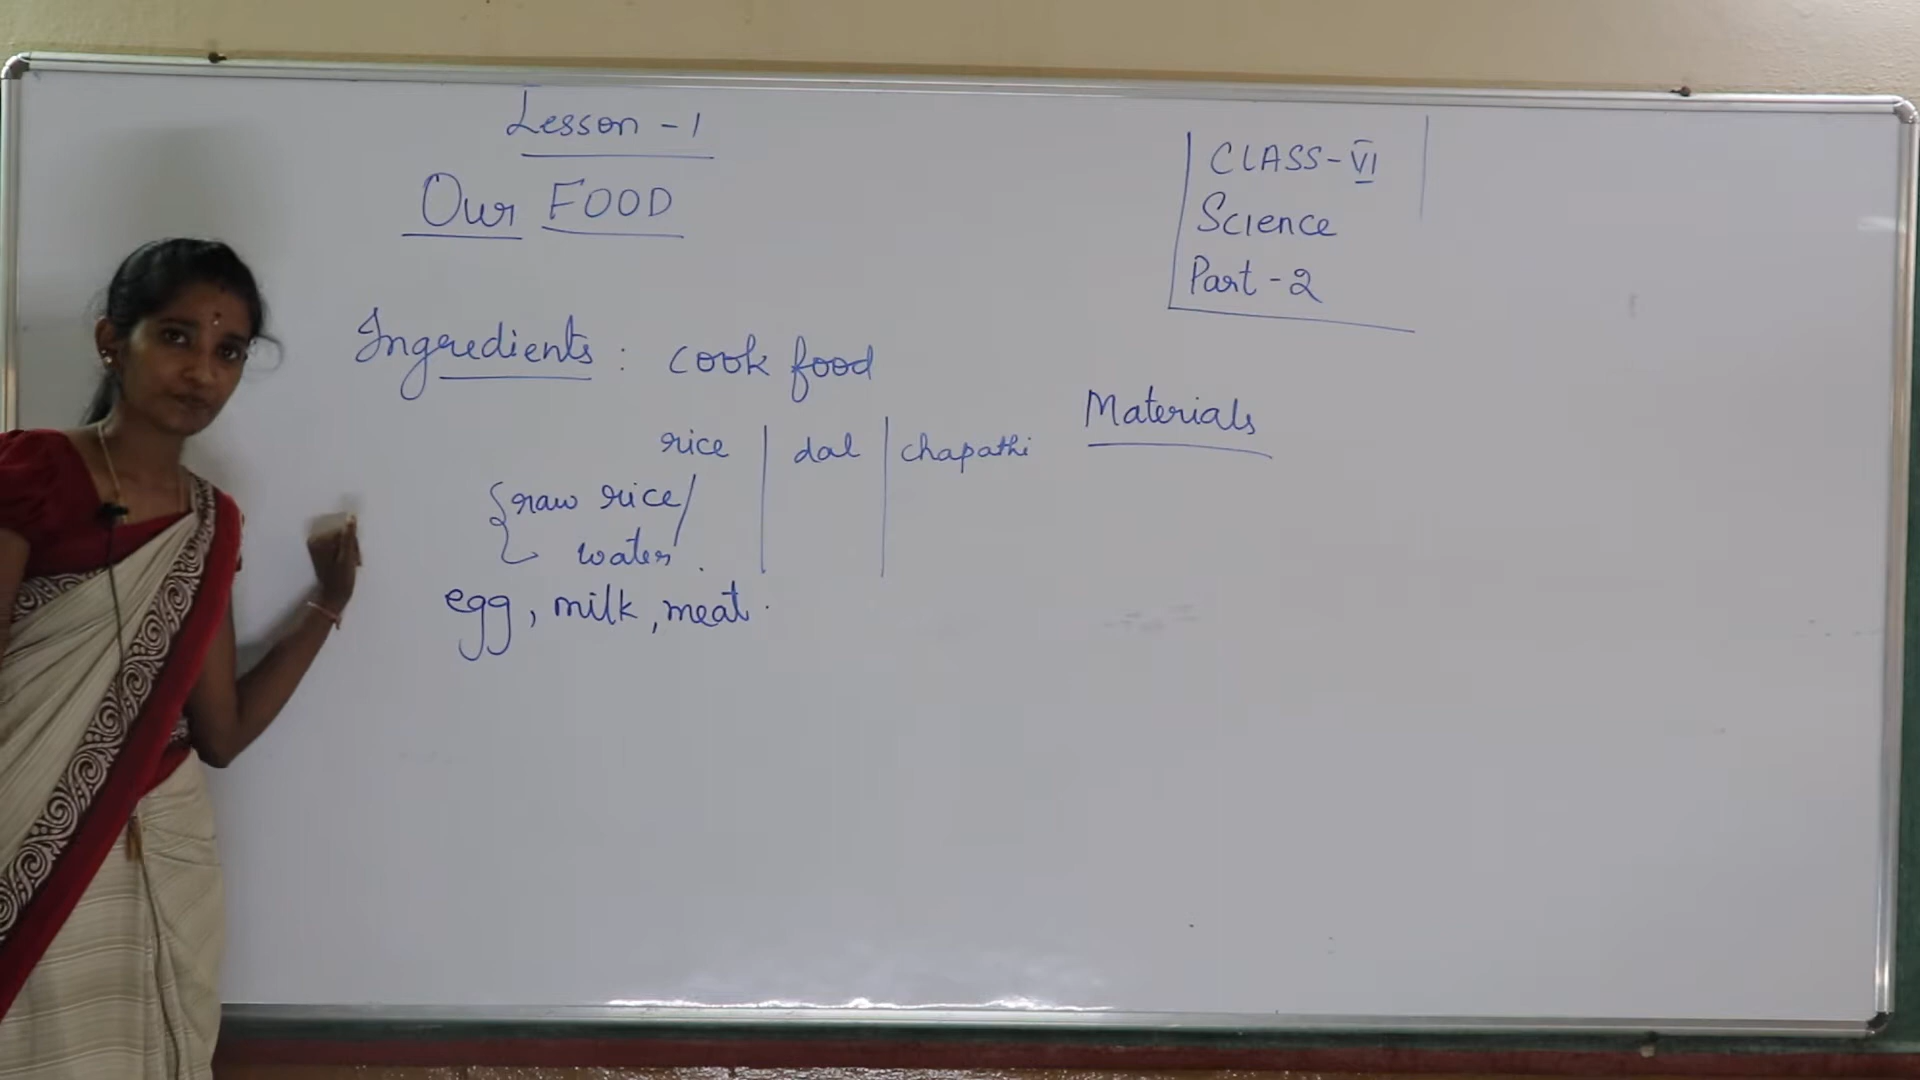 Lesson - 1
Our FOOD
CLASS - VI
Science
Part - 2
Ingredients : cook food
Materials
rice | dal | chapathi
raw rice /
water .
egg, milk, meat.